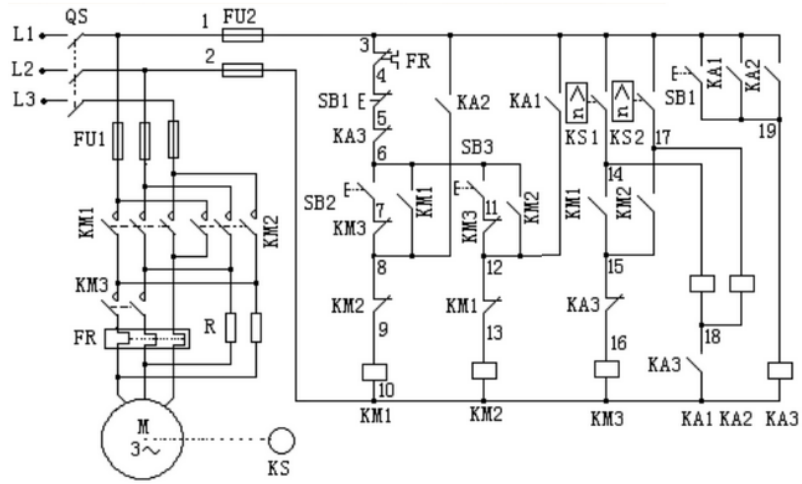 QS
L1
1
FU2
L2
2
L3
FU1
KM1
KM2
KM3
FR
R
M
3~
KS
3
FR
4
SB1
5
KA3
6
KA2
KA1
SB2
KM1
7
KM3
8
KM2
9
10
KM1
SB3
11
KM3
KM2
12
KM1
13
KM2
n
KS1
n
KS2
17
14
KM1
KM2
15
KA3
16
KM3
SB1
KA1
KA2
19
18
KA3
KA1
KA2
KA3